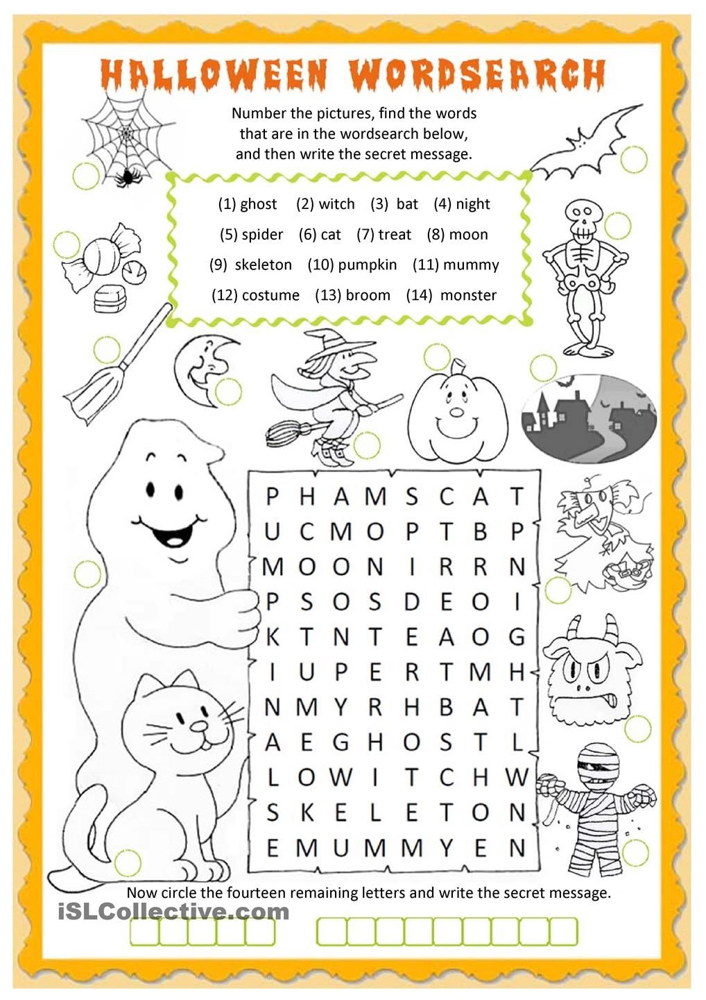 HALLOWEEN WORDSEARCH
Number the pictures, find the words
that are in the wordsearch below,
and then write the secret message.
(1) ghost (2) witch (3) bat (4) night
(5) spider (6) cat (7) treat (8) moon
(9) skeleton (10) pumpkin (11) mummy
(12) costume (13) broom (14) monster
P H A M S C A T
U C M O P T B P
M O O N I R R N
P S O S D E O I
K T N T E A O G
I U P E R T M H
N M Y R H B A T
A E G H O S T L
L O W I T C H W
S K E L E T O N
E M U M M Y E N
Now circle the fourteen remaining letters and write the secret message.
iSLCollective.com